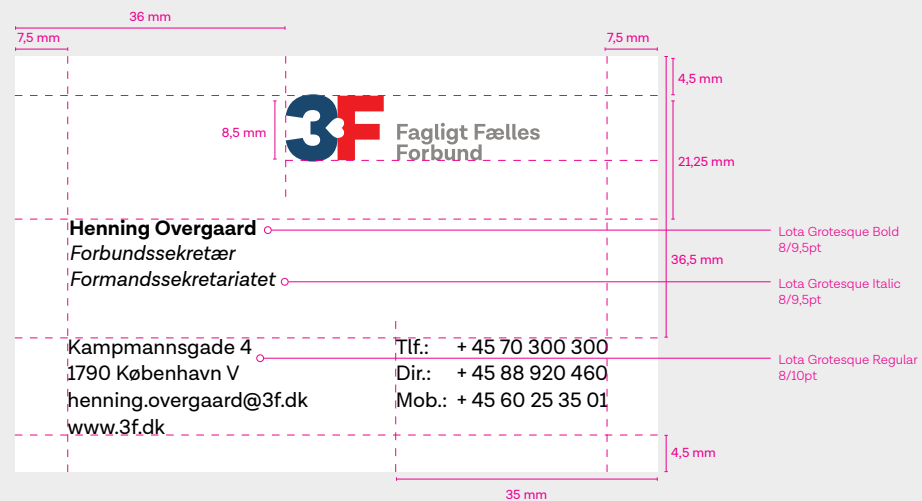 36 mm
7,5 mm
7,5 mm
4,5 mm
8,5 mm
3F
Fagligt Fælles
Forbund
21,25 mm
Henning Overgaard
Forbundssekretær
Formandssekretariatet
Lota Grotesque Bold
8/9,5pt
36,5 mm
Lota Grotesque Italic
8/9,5pt
Kampmannsgade 4
1790 København V
henning.overgaard@3f.dk
www.3f.dk
Tlf.: + 45 70 300 300
Dir.: + 45 88 920 460
Mob.: + 45 60 25 35 01
Lota Grotesque Regular
8/10pt
4,5 mm
35 mm